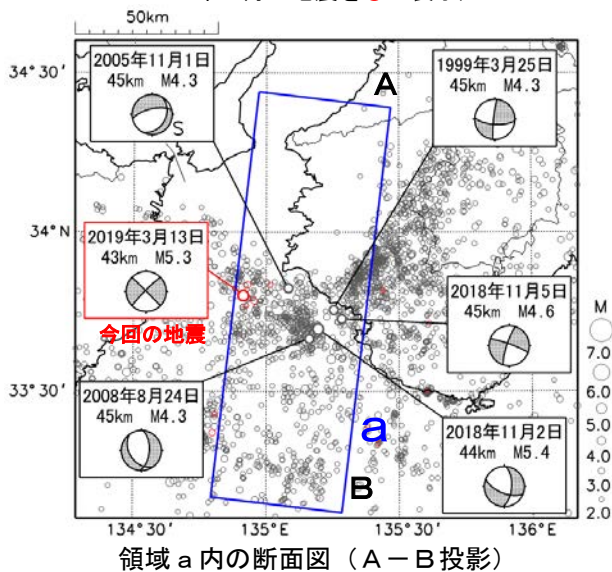 50km
34°30′
34°N
33°30′
134°30′
135°E
135°30′
136°E
2005年11月1日
45km M4.3
S
A
1999年3月25日
45km M4.3
2019年3月13日
43km M5.3
今回の地震
2018年11月5日
45km M4.6
2008年8月24日
45km M4.3
a
B
2018年11月2日
44km M5.4
M
7.0
6.0
5.0
4.0
3.0
2.0
領域 a 内の断面図(A-B投影)